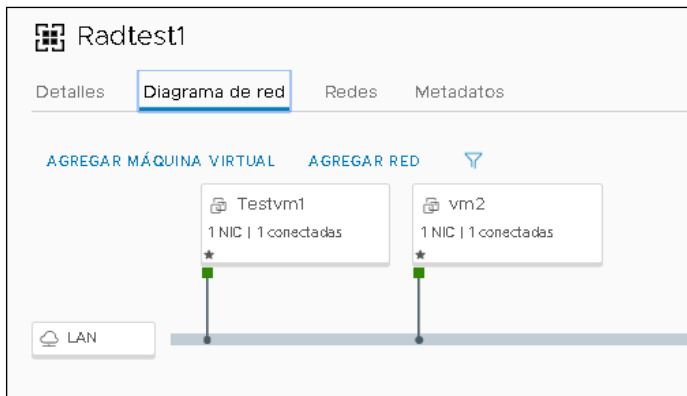 Radtest1
Detalles Diagrama de red Redes Metadatos
AGREGAR MÁQUINA VIRTUAL AGREGAR RED
Testvm1 vm2
1 NIC | 1 conectadas 1 NIC | 1 conectadas
LAN